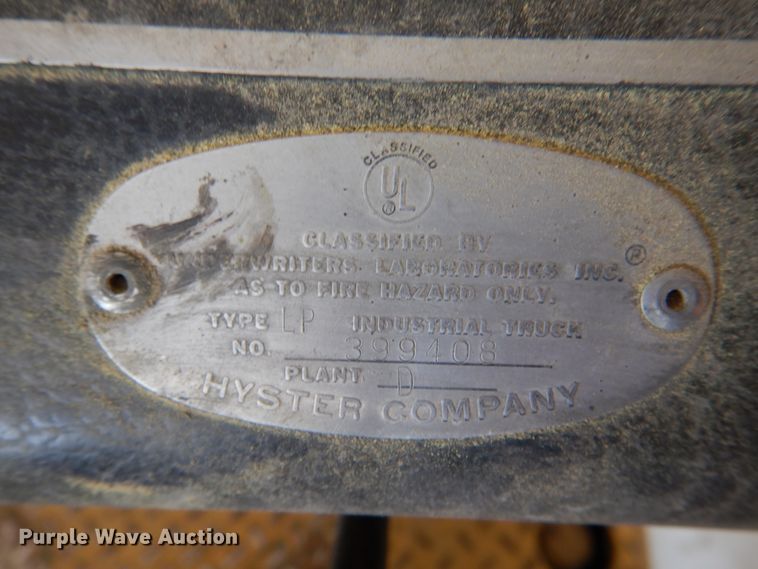 CLASSIFIED
UL
®
CLASSIFIED BY
UNDERWRITERS LABORATORIES INC.®
AS TO FIRE HAZARD ONLY.
TYPE LP INDUSTRIAL TRUCK
NO. 399408
PLANT D
HYSTER COMPANY
Purple Wave Auction®